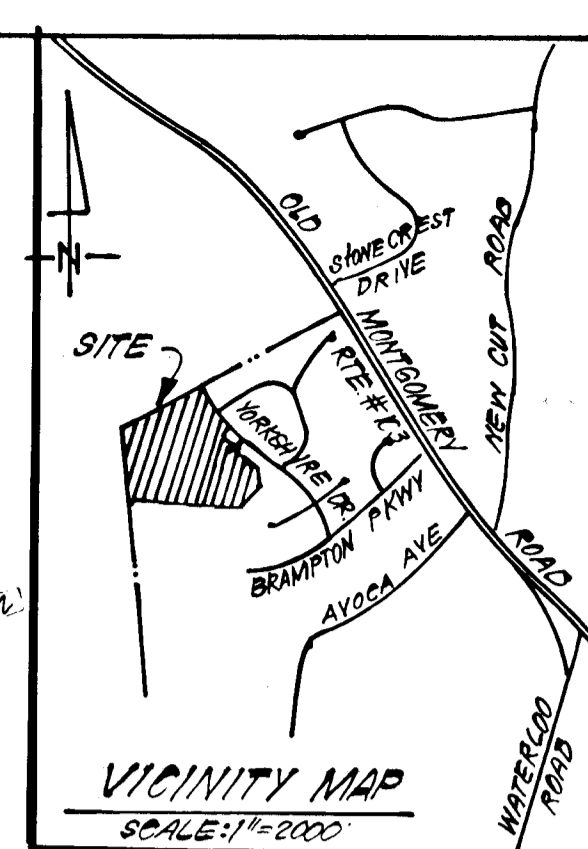 N
SITE
OLD
STONECREST
DRIVE
MONTGOMERY
ROAD
NEW CUT ROAD
RTE. #
YORKSHIRE DR.
BRAMPTON PKWY
AVOCA AVE
WATERLOO
ROAD
VICINITY MAP
SCALE: 1"=2000'